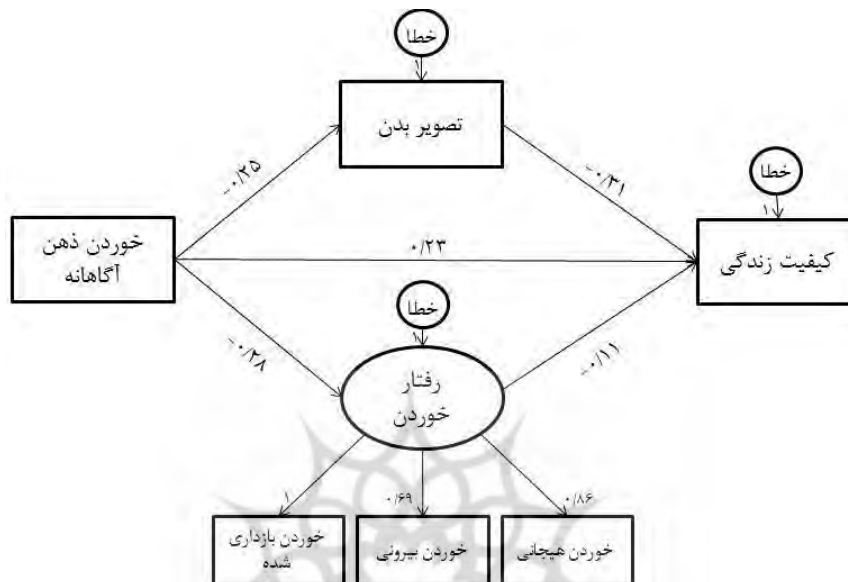 خطا
۱
تصویر بدن
-۰/۲۵
-۰/۳۱
خطا
۱
خوردن ذهن
آگاهانه
۰/۲۳
کیفیت زندگی
خطا
۱
-۰/۲۸
-۰/۱۱
رفتار
خوردن
۱
۰/۶۹
۰/۸۶
خوردن بازداری
شده
خوردن بیرونی
خوردن هیجانی